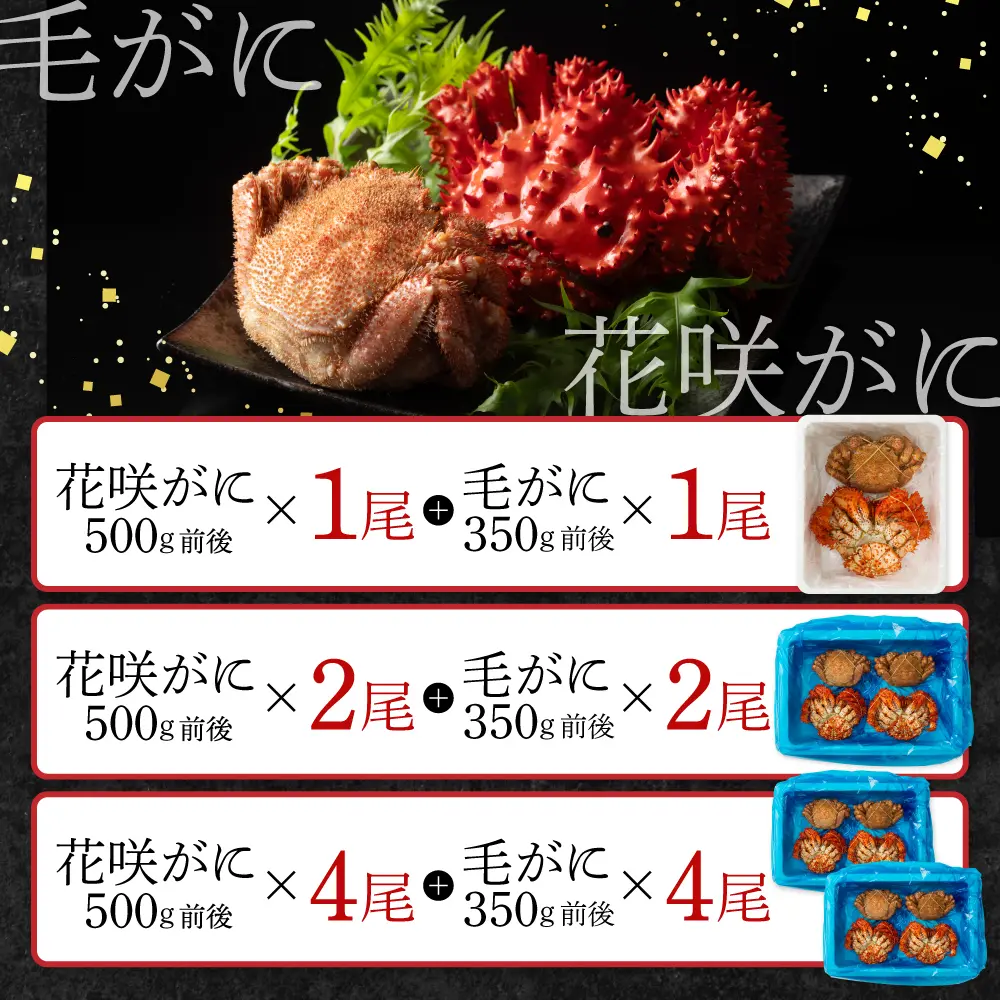 毛がに
花咲がに
花咲がに 500g前後 × 1尾 + 毛がに 350g前後 × 1尾
花咲がに 500g前後 × 2尾 + 毛がに 350g前後 × 2尾
花咲がに 500g前後 × 4尾 + 毛がに 350g前後 × 4尾